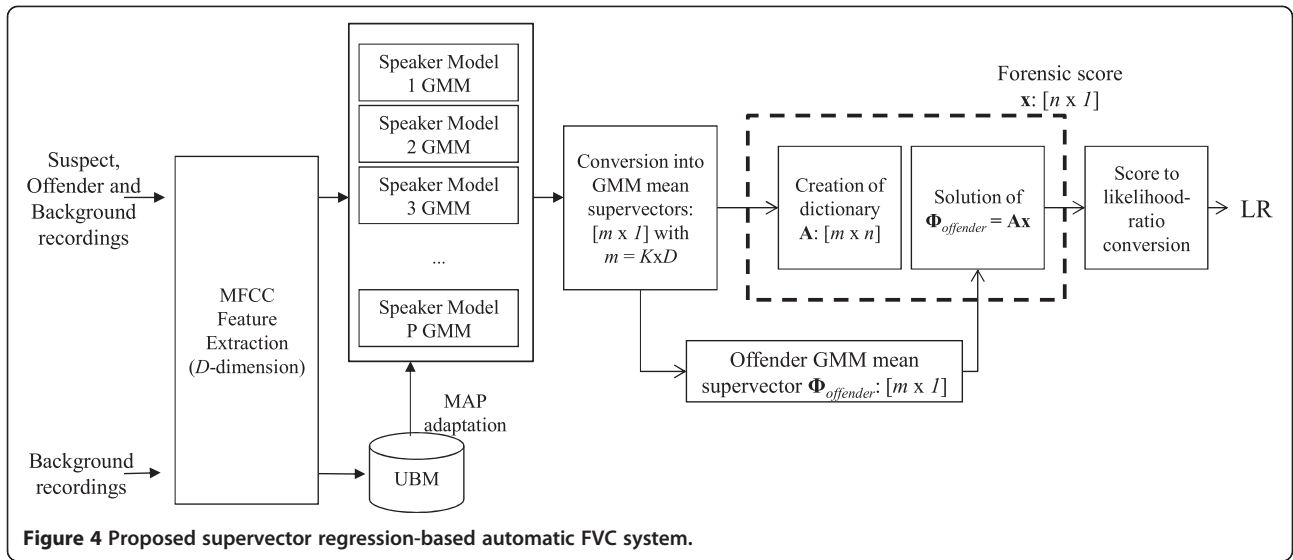 Suspect,
Offender and
Background
recordings
Background
recordings
MFCC
Feature
Extraction
(D-dimension)
Speaker Model
1 GMM
Speaker Model
2 GMM
Speaker Model
3 GMM
...
Speaker Model
P GMM
MAP
adaptation
UBM
Conversion into
GMM mean
supervectors:
[m x 1] with
m = KxD
Forensic score
x: [n x 1]
Creation of
dictionary
A: [m x n]
Solution of
Φoffender = Ax
Offender GMM mean
supervector Φoffender: [m x 1]
Score to
likelihood-
ratio
conversion
LR
Figure 4 Proposed supervector regression-based automatic FVC system.